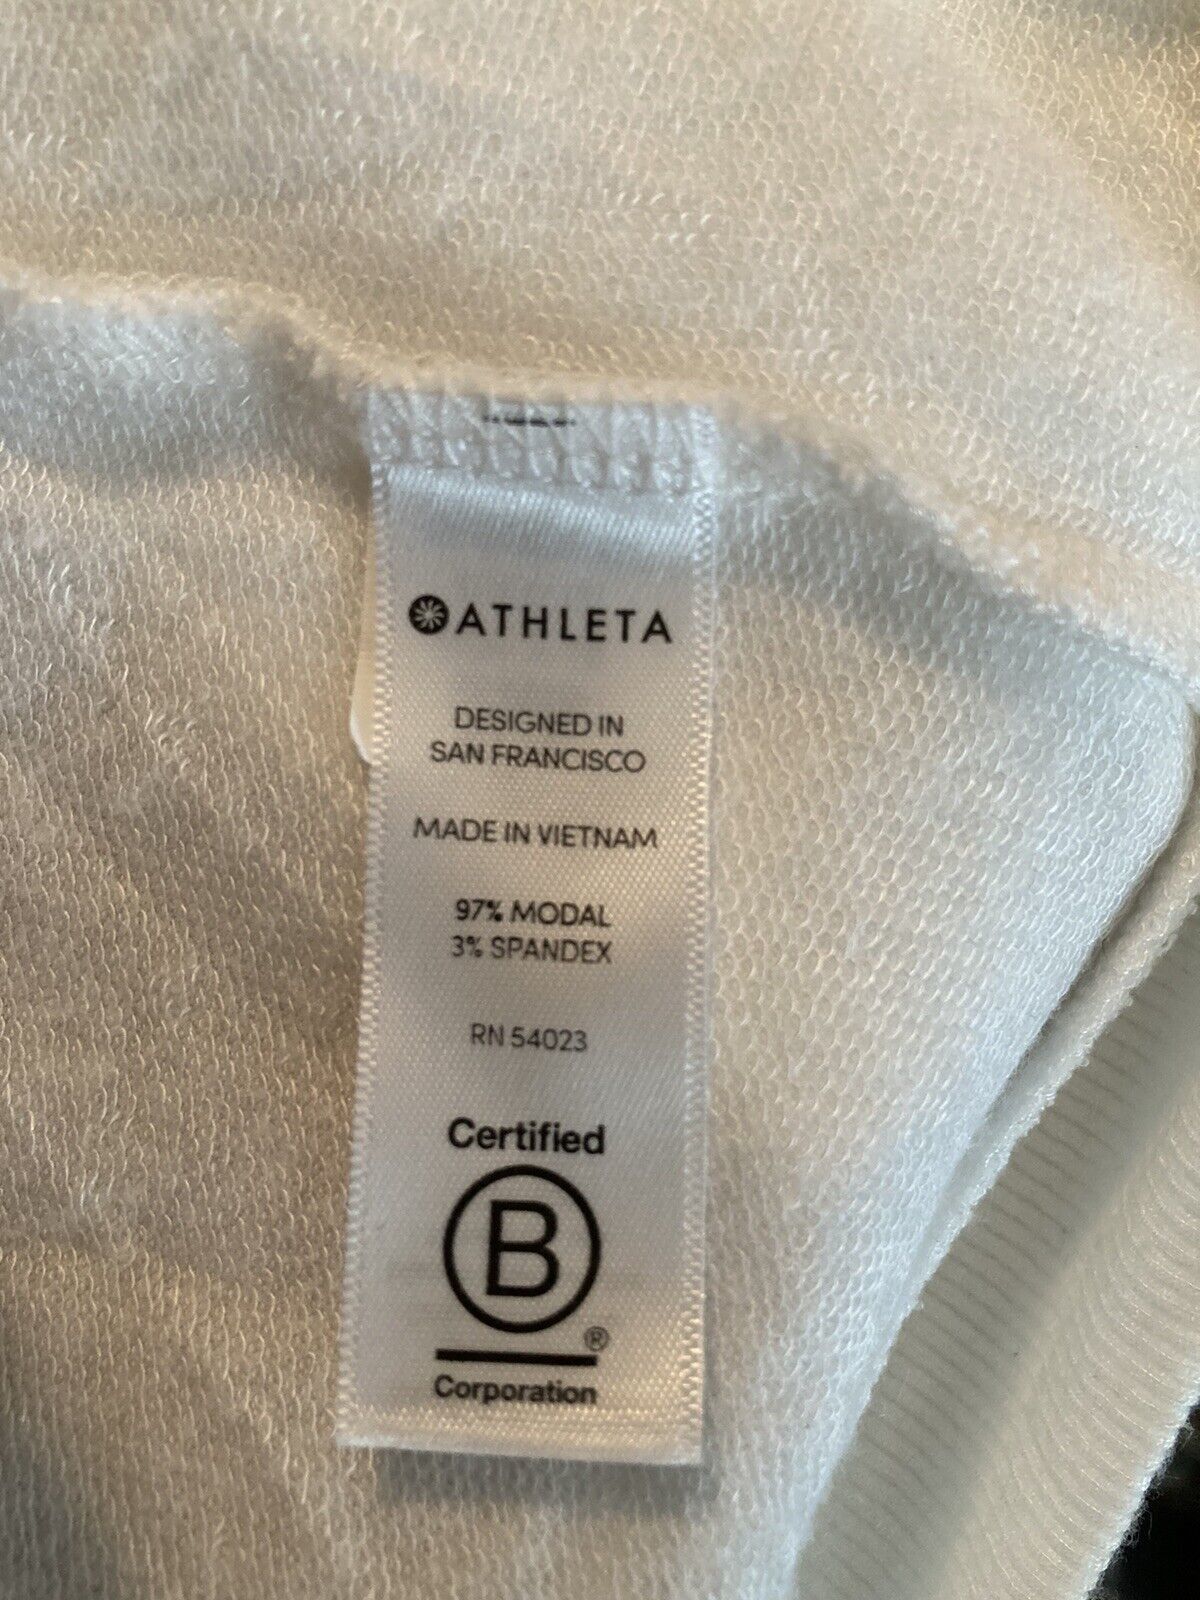 ATHLETA
DESIGNED IN
SAN FRANCISCO
MADE IN VIETNAM
97% MODAL
3% SPANDEX
RN 54023
Certified
B
®
Corporation